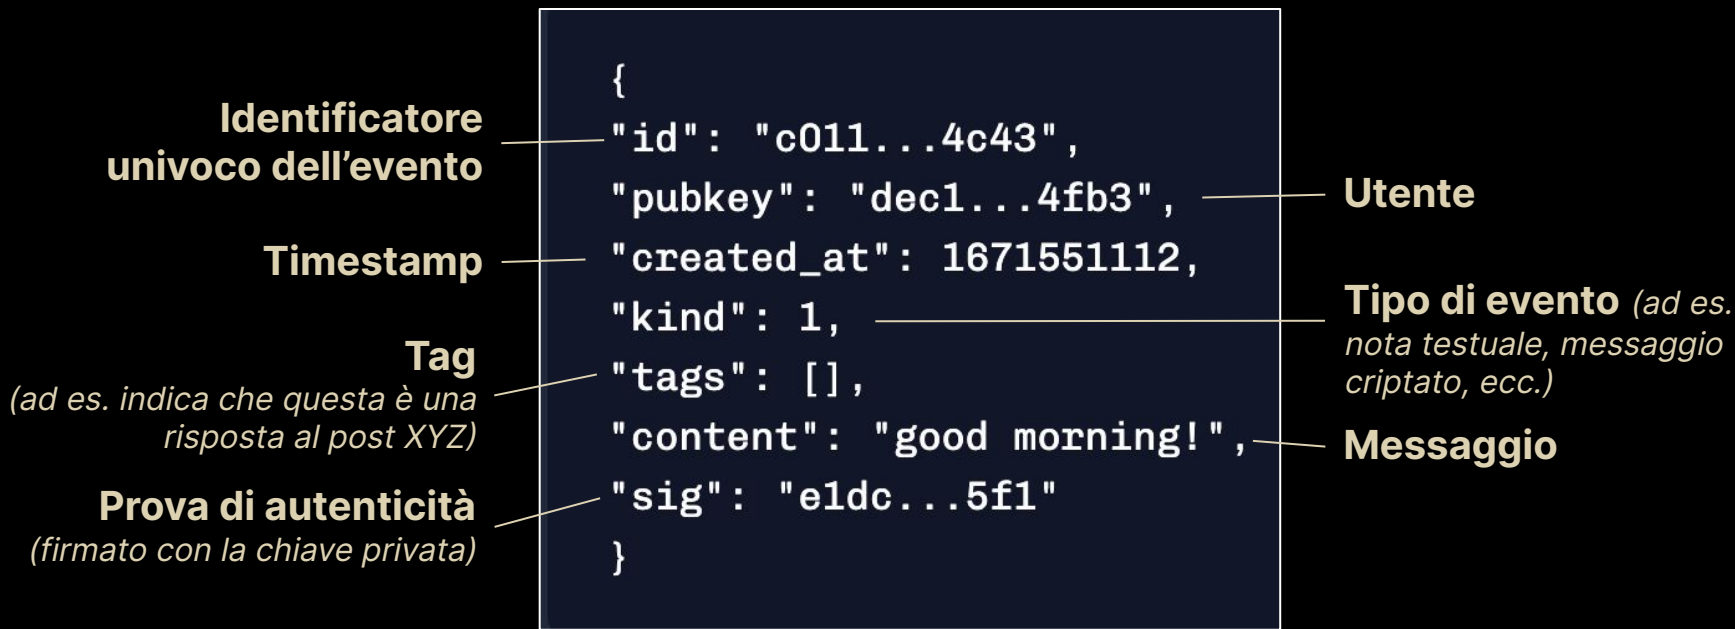 Identificatore
univoco dell'evento
Timestamp
Tag
(ad es. indica che questa è una
risposta al post XYZ)
Prova di autenticità
(firmato con la chiave privata)
{
"id": "c011...4c43",
"pubkey": "dec1...4fb3",
"created_at": 1671551112,
"kind": 1,
"tags": [],
"content": "good morning!",
"sig": "e1dc...5f1"
}
Utente
Tipo di evento (ad es.
nota testuale, messaggio
criptato, ecc.)
Messaggio